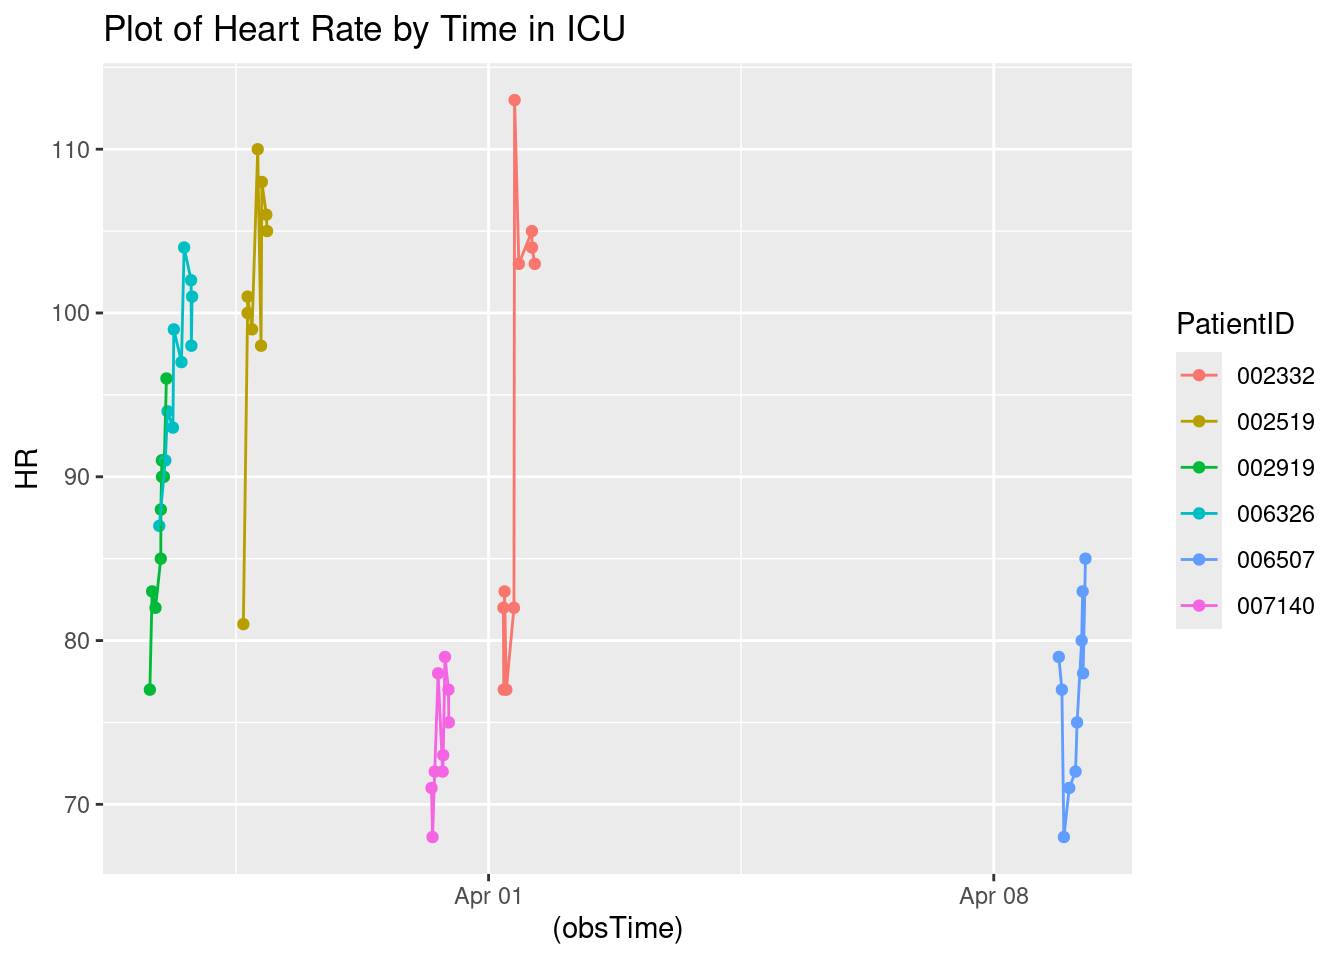 Plot of Heart Rate by Time in ICU
110
100
90
80
70
HR
Apr 01
Apr 08
(obsTime)
PatientID
002332
002519
002919
006326
006507
007140